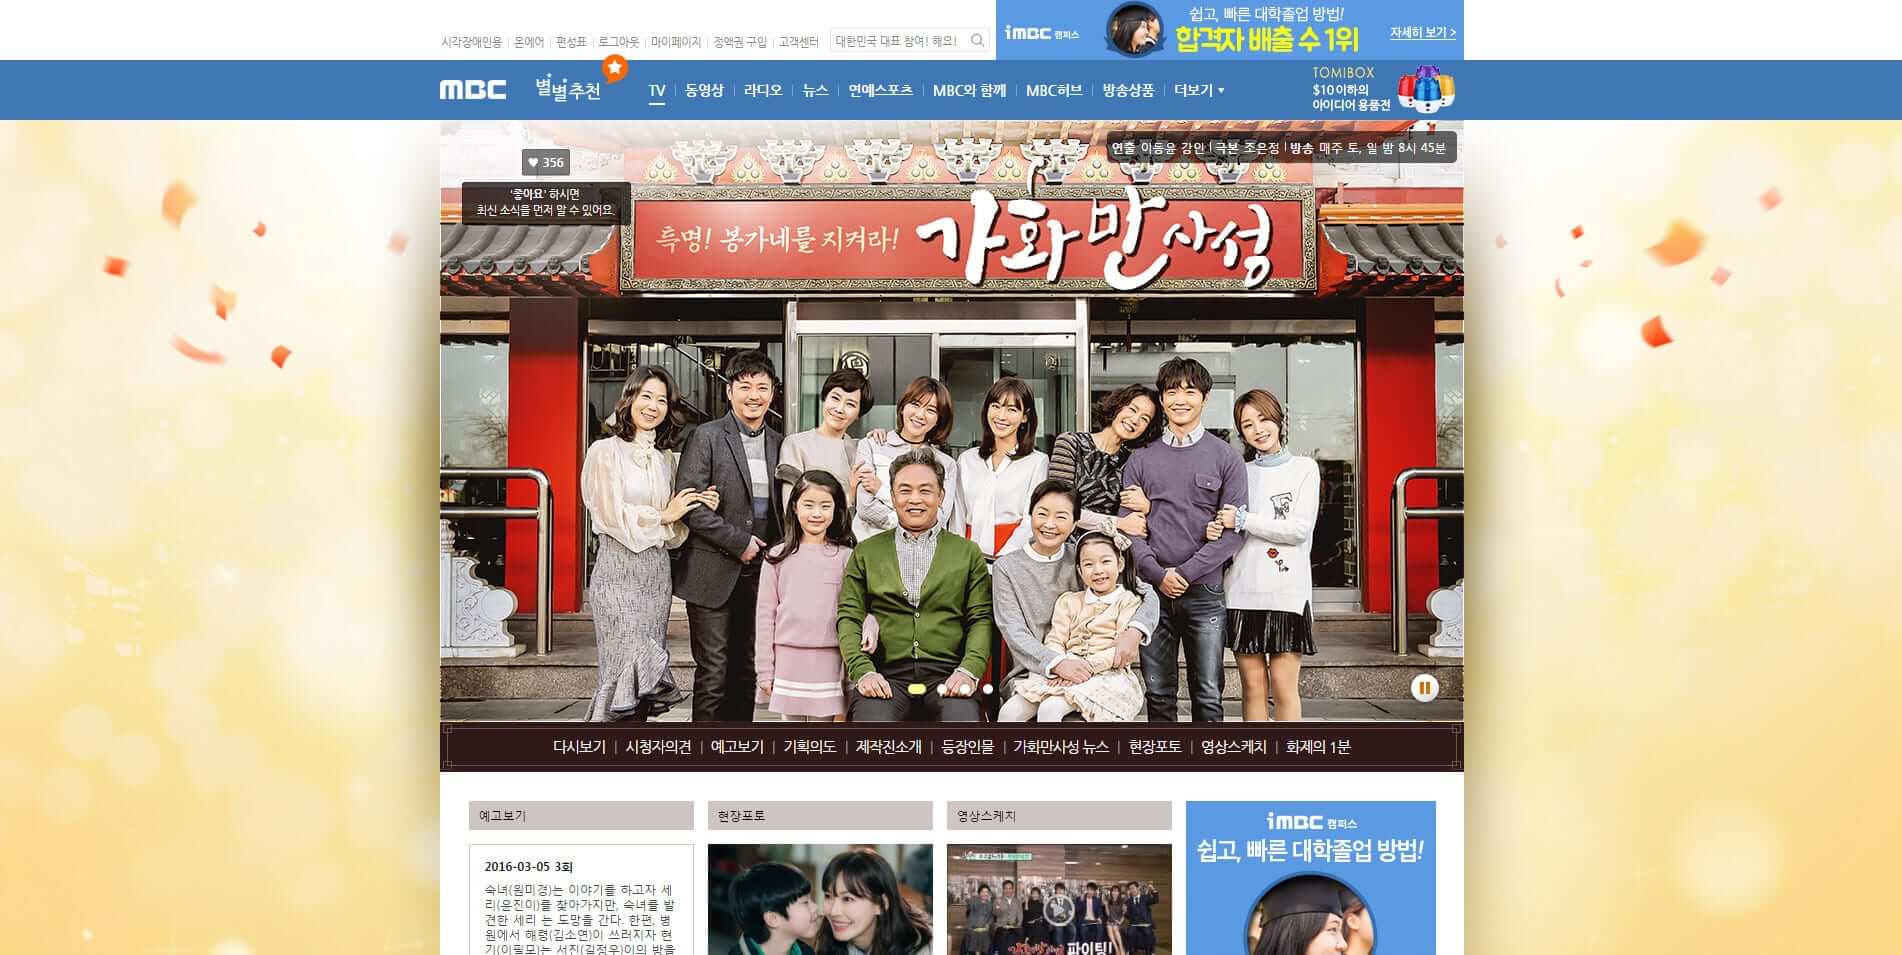 시각장애인용 | 온에어 | 편성표 | 로그아웃 | 마이페이지 | 정액권 구입 | 고객센터
대한민국 대표 참여! 해요!
iMBC 캠퍼스
쉽고, 빠른 대학졸업 방법!
합격자 배출 수 1위
자세히 보기 >
MBC
별별추천
TV | 동영상 | 라디오 | 뉴스 | 연예스포츠 | MBC와 함께 | MBC허브 | 방송상품 | 더보기
TOMIBOX
$10 이하의
아이디어 용품전
♥ 356
'좋아요' 하시면
최신 소식을 먼저 알 수 있어요.
연출 이동윤 강인 | 극본 조은정 | 방송 매주 토, 일 밤 8시 45분
특명! 봉가네를 지켜라! 가화만사성
다시보기 | 시청자의견 | 예고보기 | 기획의도 | 제작진소개 | 등장인물 | 가화만사성 뉴스 | 현장포토 | 영상스케치 | 화제의 1분
예고보기
2016-03-05 3회
숙녀(원미경)는 이야기를 하고자 세
리(윤진이)를 찾아가지만, 숙녀를 발
견한 세리 는 도망을 간다. 한편, 병
원에서 해령(김소연)이 쓰러지자 현
기(이필모)는 서진(길정우)이의 방을
현장포토
영상스케치
파이팅!
iMBC 캠퍼스
쉽고, 빠른 대학졸업 방법!